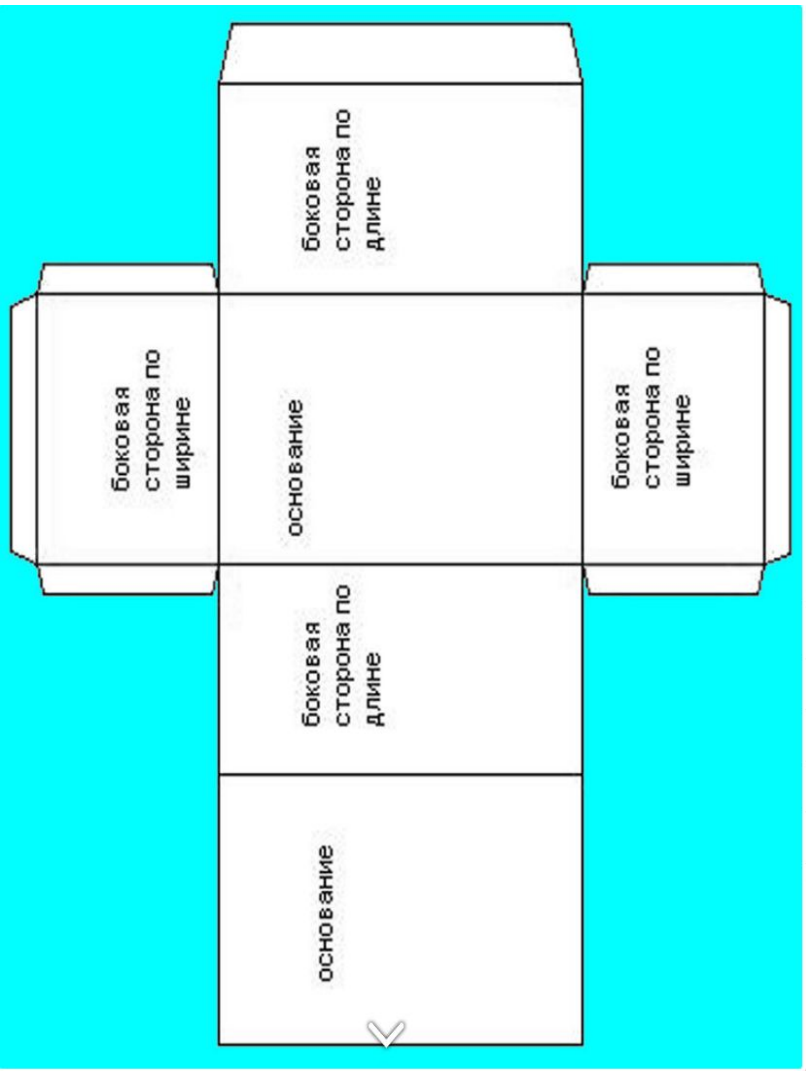 боковая
сторона по
длине
боковая
сторона по
ширине
основание
боковая
сторона по
ширине
боковая
сторона по
длине
основание